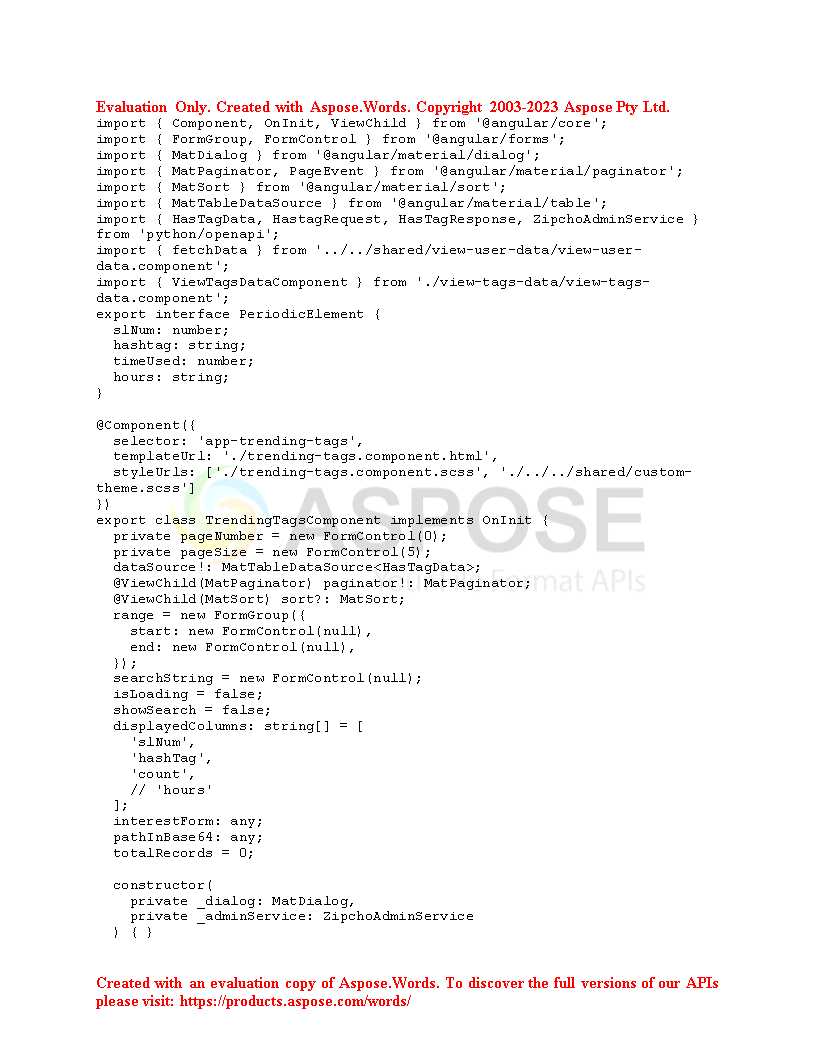 Evaluation Only. Created with Aspose.Words. Copyright 2003-2023 Aspose Pty Ltd.
import { Component, OnInit, ViewChild } from '@angular/core';
import { FormGroup, FormControl } from '@angular/forms';
import { MatDialog } from '@angular/material/dialog';
import { MatPaginator, PageEvent } from '@angular/material/paginator';
import { MatSort } from '@angular/material/sort';
import { MatTableDataSource } from '@angular/material/table';
import { HasTagData, HastagRequest, HasTagResponse, ZipchoAdminService }
from 'python/openapi';
import { fetchData } from '../../shared/view-user-data/view-user-
data.component';
import { ViewTagsDataComponent } from './view-tags-data/view-tags-
data.component';
export interface PeriodicElement {
  slNum: number;
  hashtag: string;
  timeUsed: number;
  hours: string;
}

@Component({
  selector: 'app-trending-tags',
  templateUrl: './trending-tags.component.html',
  styleUrls: ['./trending-tags.component.scss', './../../shared/custom-
theme.scss']
})
export class TrendingTagsComponent implements OnInit {
  private pageNumber = new FormControl(0);
  private pageSize = new FormControl(5);
  dataSource!: MatTableDataSource<HasTagData>;
  @ViewChild(MatPaginator) paginator!: MatPaginator;
  @ViewChild(MatSort) sort?: MatSort;
  range = new FormGroup({
    start: new FormControl(null),
    end: new FormControl(null),
  });
  searchString = new FormControl(null);
  isLoading = false;
  showSearch = false;
  displayedColumns: string[] = [
    'slNum',
    'hashTag',
    'count',
    // 'hours'
  ];
  interestForm: any;
  pathInBase64: any;
  totalRecords = 0;

  constructor(
    private _dialog: MatDialog,
    private _adminService: ZipchoAdminService
  ) { }
ASPOSE
Format APIs
Created with an evaluation copy of Aspose.Words. To discover the full versions of our APIs
please visit: https://products.aspose.com/words/